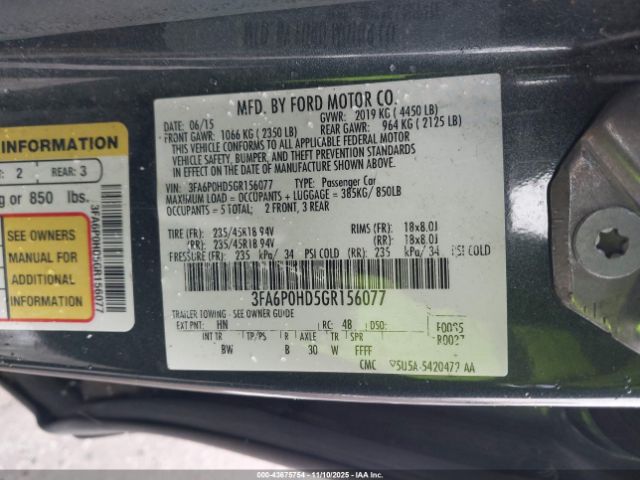 MFD. BY FORD MOTOR CO.
DATE: 06/15 GVWR: 2019 KG ( 4450 LB)
FRONT GAWR: 1066 KG ( 2350 LB) REAR GAWR: 964 KG ( 2125 LB)
THIS VEHICLE CONFORMS TO ALL APPLICABLE FEDERAL MOTOR
VEHICLE SAFETY, BUMPER, AND THEFT PREVENTION STANDARDS
IN EFFECT ON THE DATE OF MANUFACTURE SHOWN ABOVE.
VIN: 3FA6P0HD5GR156077 TYPE: Passenger Car
MAXIMUM LOAD = OCCUPANTS + LUGGAGE = 385KG/ 850LB
OCCUPANTS = 5 TOTAL: 2 FRONT, 3 REAR
TIRE (FR): 235/45R18 94V RIMS (FR): 18x8.0J
(RR): 235/45R18 94V (RR): 18x8.0J
PRESSURE (FR): 235 kPa/ 34 PSI COLD (RR): 235 kPa/ 34 PSI COLD
3FA6P0HD5GR156077
TRAILER TOWING - SEE OWNER GUIDE
EXT PNT: HN RC: 48 DSO: F0085
R0027
INT TR TP/PS R AXLE TR SPR
BW B 30 W FFFF
CMC 5U5A-5420472 AA
INFORMATION
: 2 REAR: 3
g or 850 lbs.
SEE OWNERS
MANUAL FOR
ADDITIONAL
INFORMATION
3FA6P0HD5GR156077
000-43675754 - 11/10/2025 - IAAI.COM